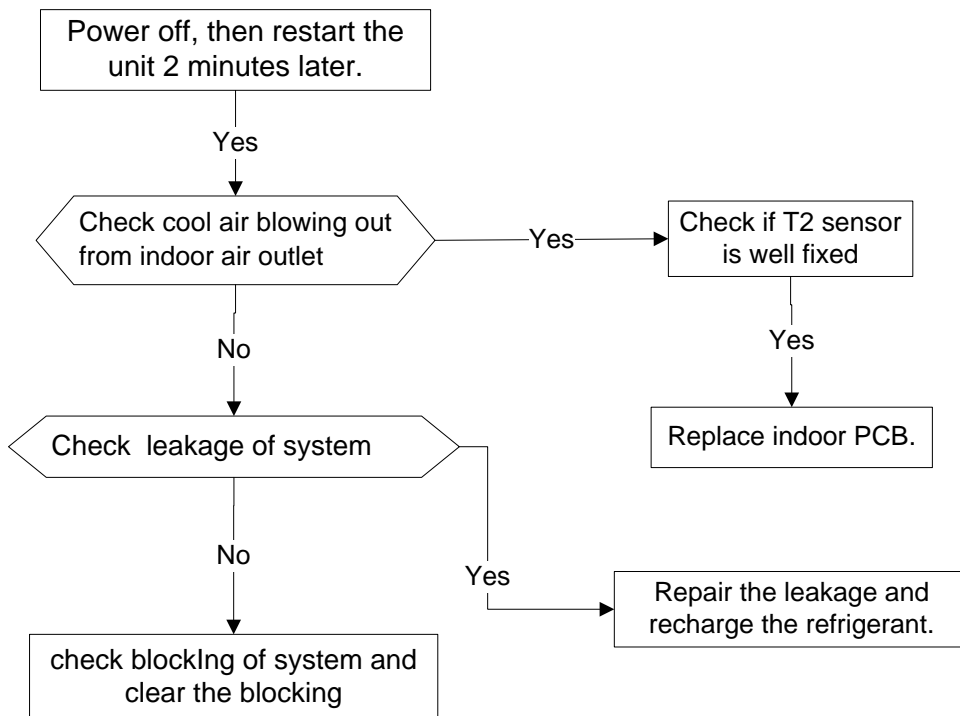 Power off, then restart the
unit 2 minutes later.
Yes
Check cool air blowing out
from indoor air outlet
Yes
Check if T2 sensor
is well fixed
No
Yes
Check leakage of system
Replace indoor PCB.
No
Yes
Repair the leakage and
recharge the refrigerant.
check blockIng of system and
clear the blocking